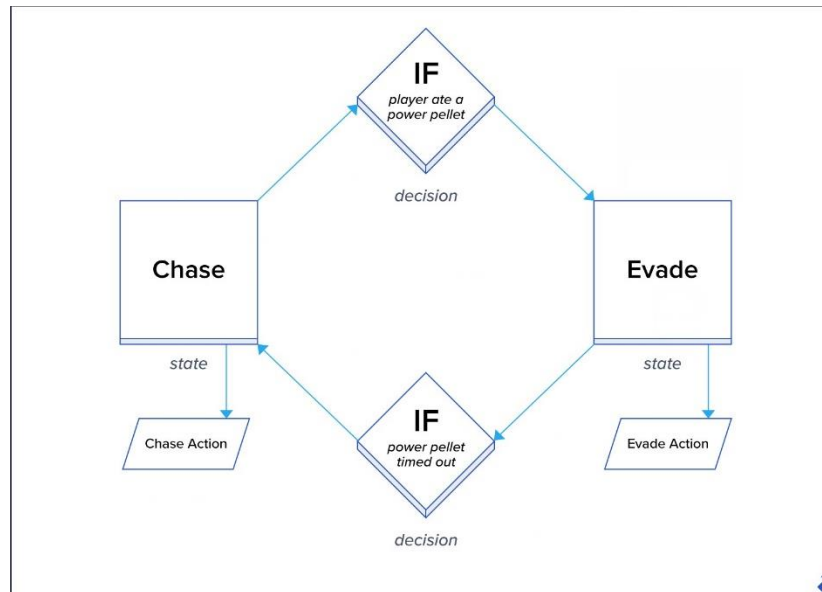 IF
player ate a
power pellet
decision
Chase
state
Chase Action
Evade
state
Evade Action
IF
power pellet
timed out
decision